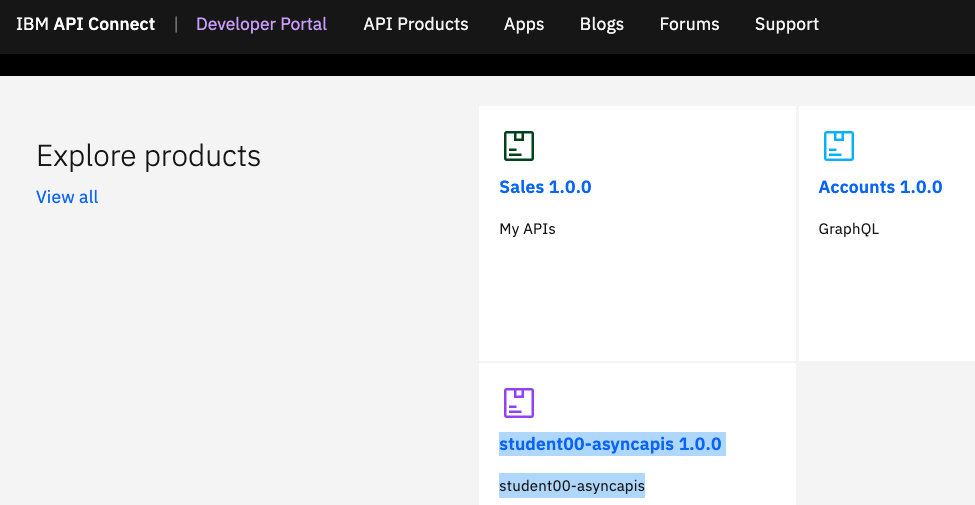 IBM API Connect | Developer Portal API Products Apps Blogs Forums Support
Explore products
View all
Sales 1.0.0
My APIs
Accounts 1.0.0
GraphQL
student00-asyncapis 1.0.0
student00-asyncapis